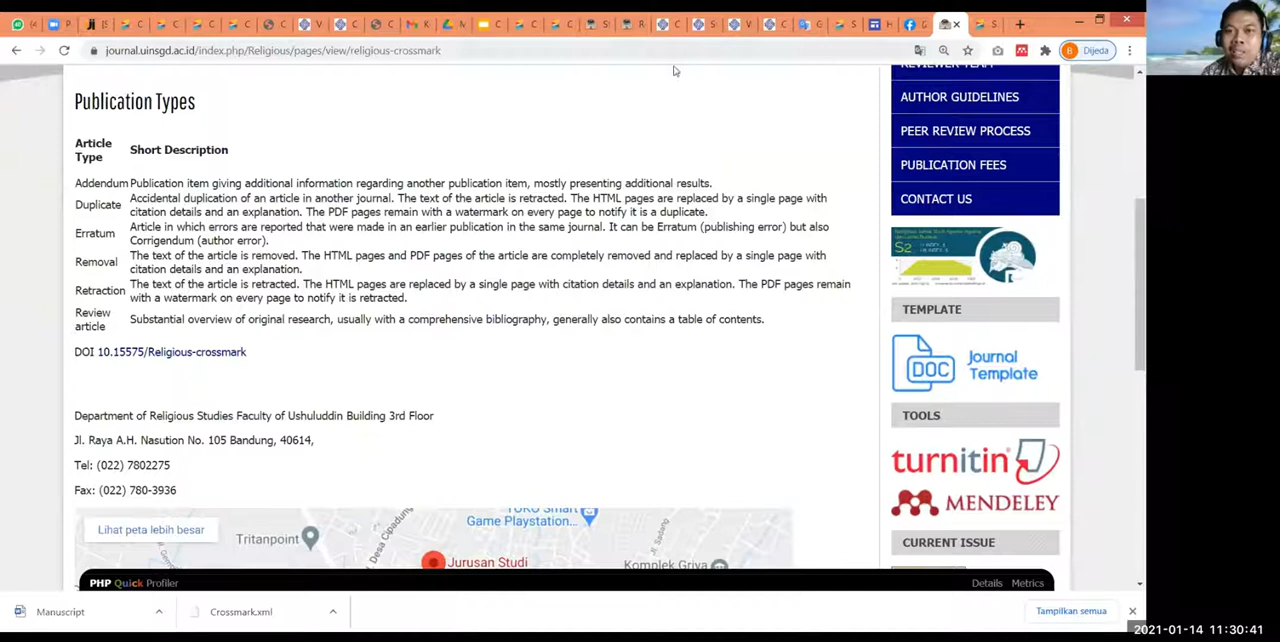 journal.uinsgd.ac.id/index.php/Religious/pages/view/religious-crossmark
Dijeda
Publication Types
Article Type Short Description
Addendum Publication item giving additional information regarding another publication item, mostly presenting additional results.
Duplicate Accidental duplication of an article in another journal. The text of the article is retracted. The HTML pages are replaced by a single page with
citation details and an explanation. The PDF pages remain with a watermark on every page to notify it is a duplicate.
Erratum Article in which errors are reported that were made in an earlier publication in the same journal. It can be Erratum (publishing error) but also
Corrigendum (author error).
Removal The text of the article is removed. The HTML pages and PDF pages of the article are completely removed and replaced by a single page with
citation details and an explanation.
Retraction The text of the article is retracted. The HTML pages are replaced by a single page with citation details and an explanation. The PDF pages remain
with a watermark on every page to notify it is retracted.
Review article Substantial overview of original research, usually with a comprehensive bibliography, generally also contains a table of contents.
DOI 10.15575/Religious-crossmark
Department of Religious Studies Faculty of Ushuluddin Building 3rd Floor
Jl. Raya A.H. Nasution No. 105 Bandung, 40614,
Tel: (022) 7802275
Fax: (022) 780-3936
Lihat peta lebih besar
Tritanpoint
Desa Cipadung
Game Playstation...
Jl. Sadang
Jurusan Studi
Komplek Griya
REVIEWER TEAM
AUTHOR GUIDELINES
PEER REVIEW PROCESS
PUBLICATION FEES
CONTACT US
S2
TEMPLATE
DOC
Journal
Template
TOOLS
turnitin
MENDELEY
CURRENT ISSUE
PHP Quick Profiler
Details Metrics
Manuscript
Crossmark.xml
Tampilkan semua
2021-01-14 11:30:41